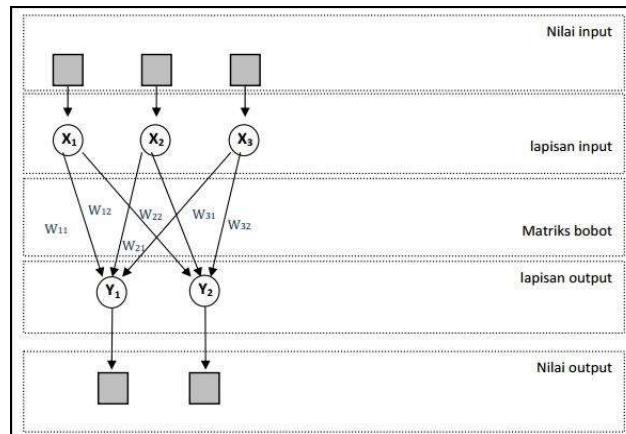 Nilai input
X1
X2
X3
lapisan input
W11
W12
W21
W22
W31
W32
Matriks bobot
lapisan output
Y1
Y2
Nilai output